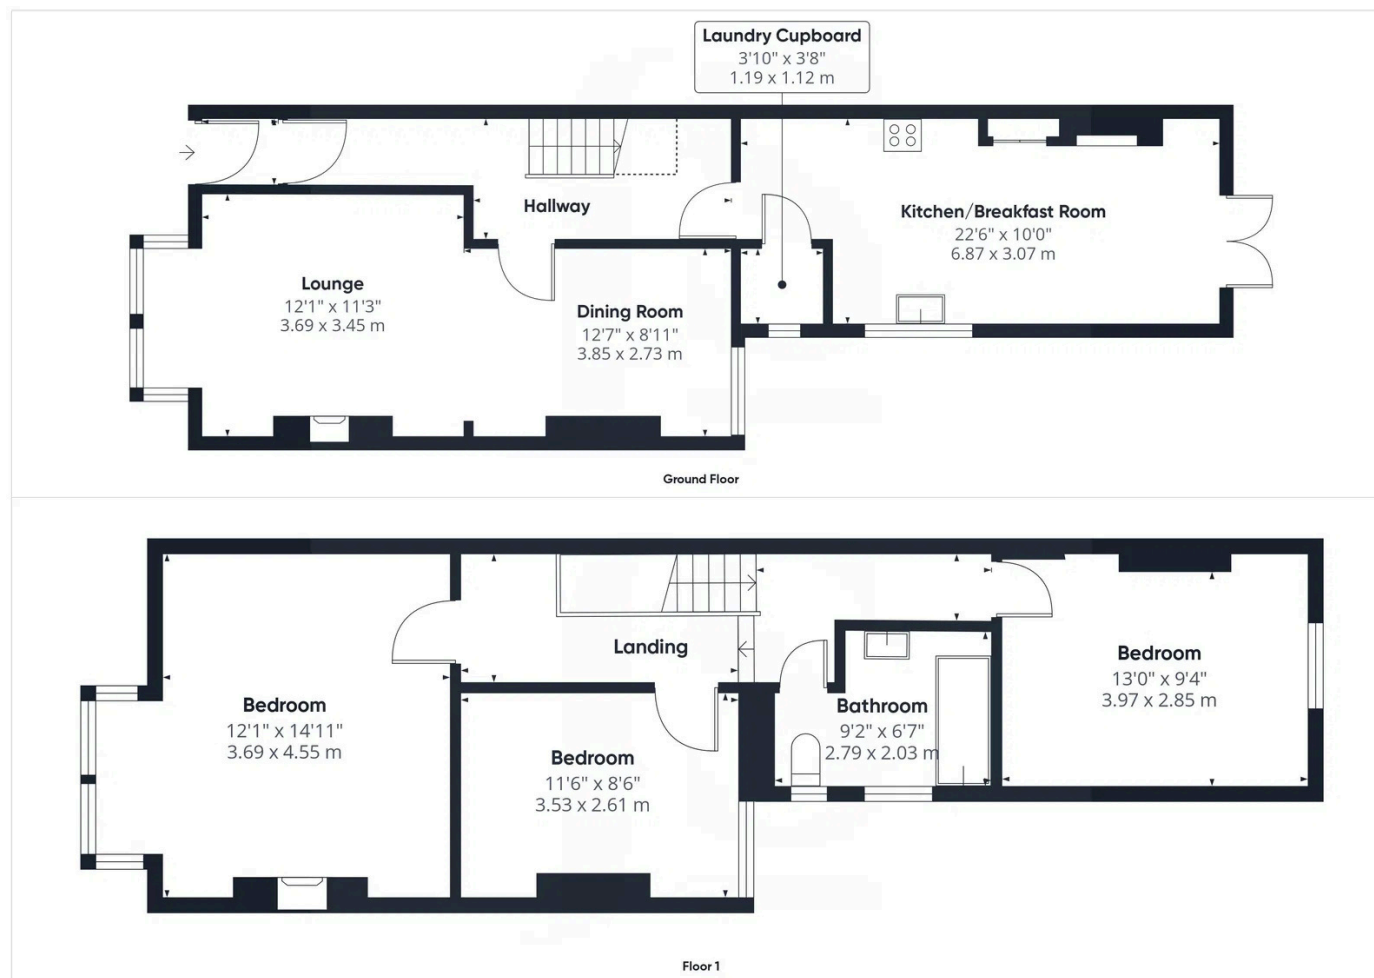 Laundry Cupboard
3'10" x 3'8"
1.19 x 1.12 m
Hallway
Kitchen/Breakfast Room
22'6" x 10'0"
6.87 x 3.07 m
Lounge
12'1" x 11'3"
3.69 x 3.45 m
Dining Room
12'7" x 8'11"
3.85 x 2.73 m
Ground Floor
Landing
Bedroom
13'0" x 9'4"
3.97 x 2.85 m
Bedroom
12'1" x 14'11"
3.69 x 4.55 m
Bathroom
9'2" x 6'7"
2.79 x 2.03 m
Bedroom
11'6" x 8'6"
3.53 x 2.61 m
Floor 1